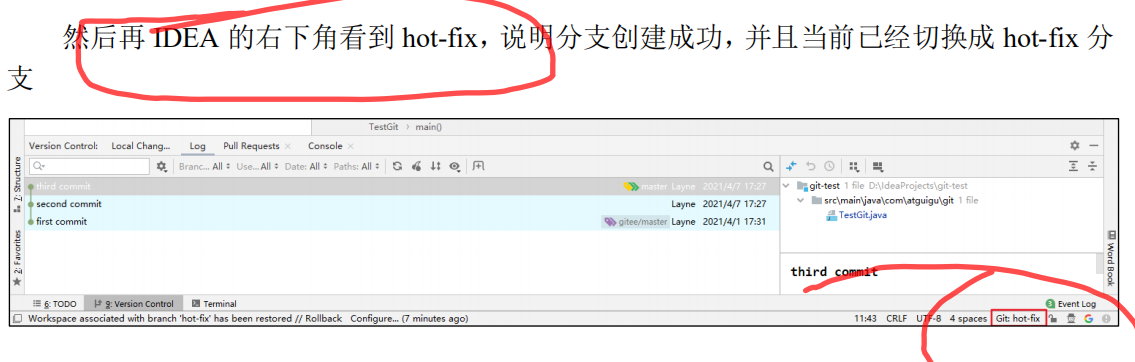 然后再 IDEA 的右下角看到 hot-fix，说明分支创建成功，并且当前已经切换成 hot-fix 分
支
TestGit › main()
Version Control: Local Chang... Log Pull Requests × Console ×
Branc... All Use... All Date: All Paths: All
third commit master Layne 2021/4/7 17:27
second commit Layne 2021/4/7 17:27
first commit gitee/master Layne 2021/4/1 17:31
git-test 1 file D:\IdeaProjects\git-test
src\main\java\com\atguigu\git 1 file
TestGit.java
third commit
7: Structure
2: Favorites
Word Book
6: TODO 9: Version Control Terminal 3 Event Log
Workspace associated with branch 'hot-fix' has been restored // Rollback Configure... (7 minutes ago) 11:43 CRLF UTF-8 4 spaces Git: hot-fix